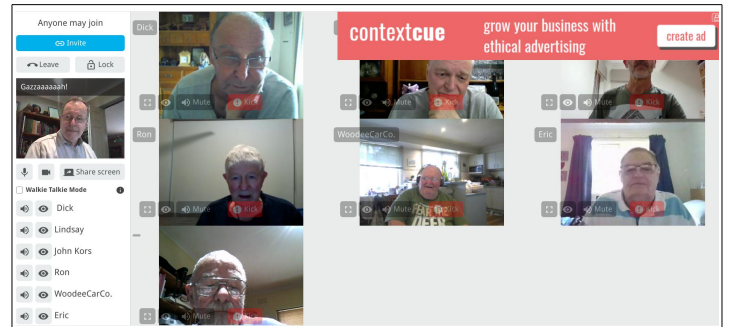 Anyone may join
Invite
Leave
Lock
Gazzaaaaaah!
Share screen
Walkie Talkie Mode
Dick
Lindsay
John Kors
Ron
WoodeeCarCo.
Eric
Dick
contextcue
grow your business with
ethical advertising
create ad
Mute
Kick
Mute
Kick
Mute
Kick
Ron
WoodeeCarCo.
Eric
Mute
Kick
Mute
Kick
Mute
Kick
Mute
Kick